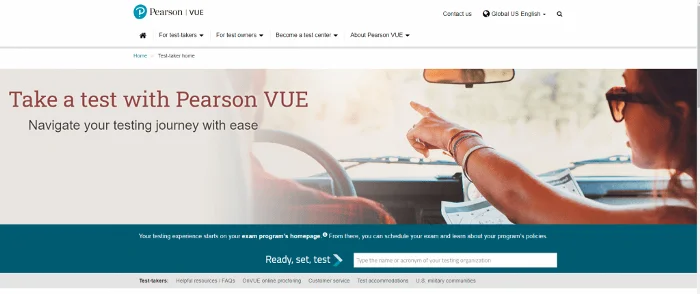 Pearson | VUE
Contact us
Global US English
For test-takers
For test owners
Become a test center
About Pearson VUE
Home
Test-taker home
Take a test with Pearson VUE
Navigate your testing journey with ease
Your testing experience starts on your exam program's homepage. From there, you can schedule your exam and learn about your program's policies
Ready, set, test
Type the name or acronym of your testing organization
Test-takers: Helpful resources / FAQs OnVUE online proctoring Customer service Test accommodations U.S. military communities